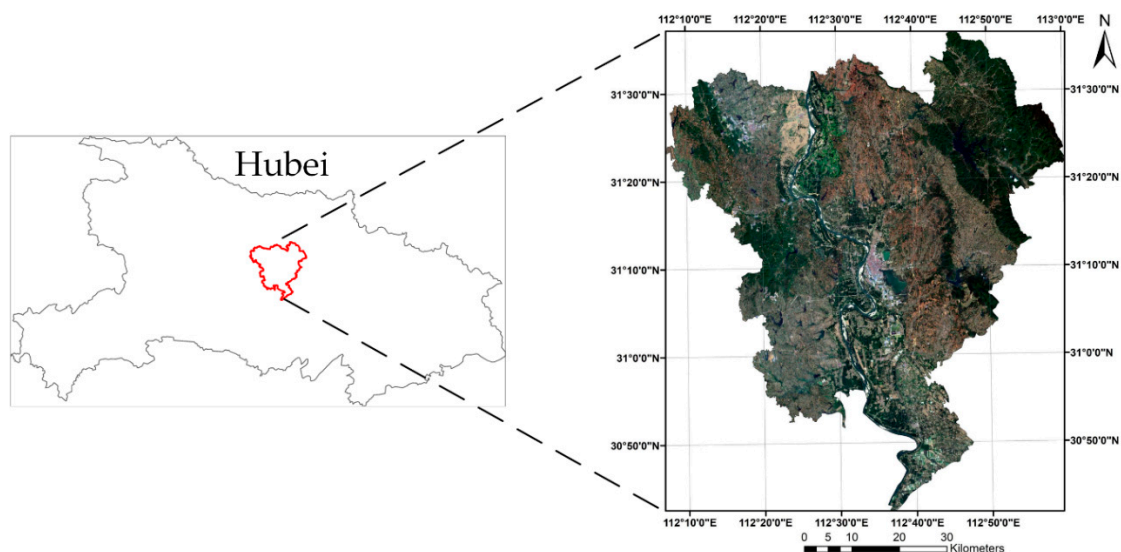 Hubei
112°10'0"E 112°20'0"E 112°30'0"E 112°40'0"E 112°50'0"E 113°0'0"E
N
31°30'0"N 31°30'0"N
31°20'0"N 31°20'0"N
31°10'0"N 31°10'0"N
31°0'0"N 31°0'0"N
30°50'0"N 30°50'0"N
112°10'0"E 112°20'0"E 112°30'0"E 112°40'0"E 112°50'0"E
0 5 10 20 30
Kilometers